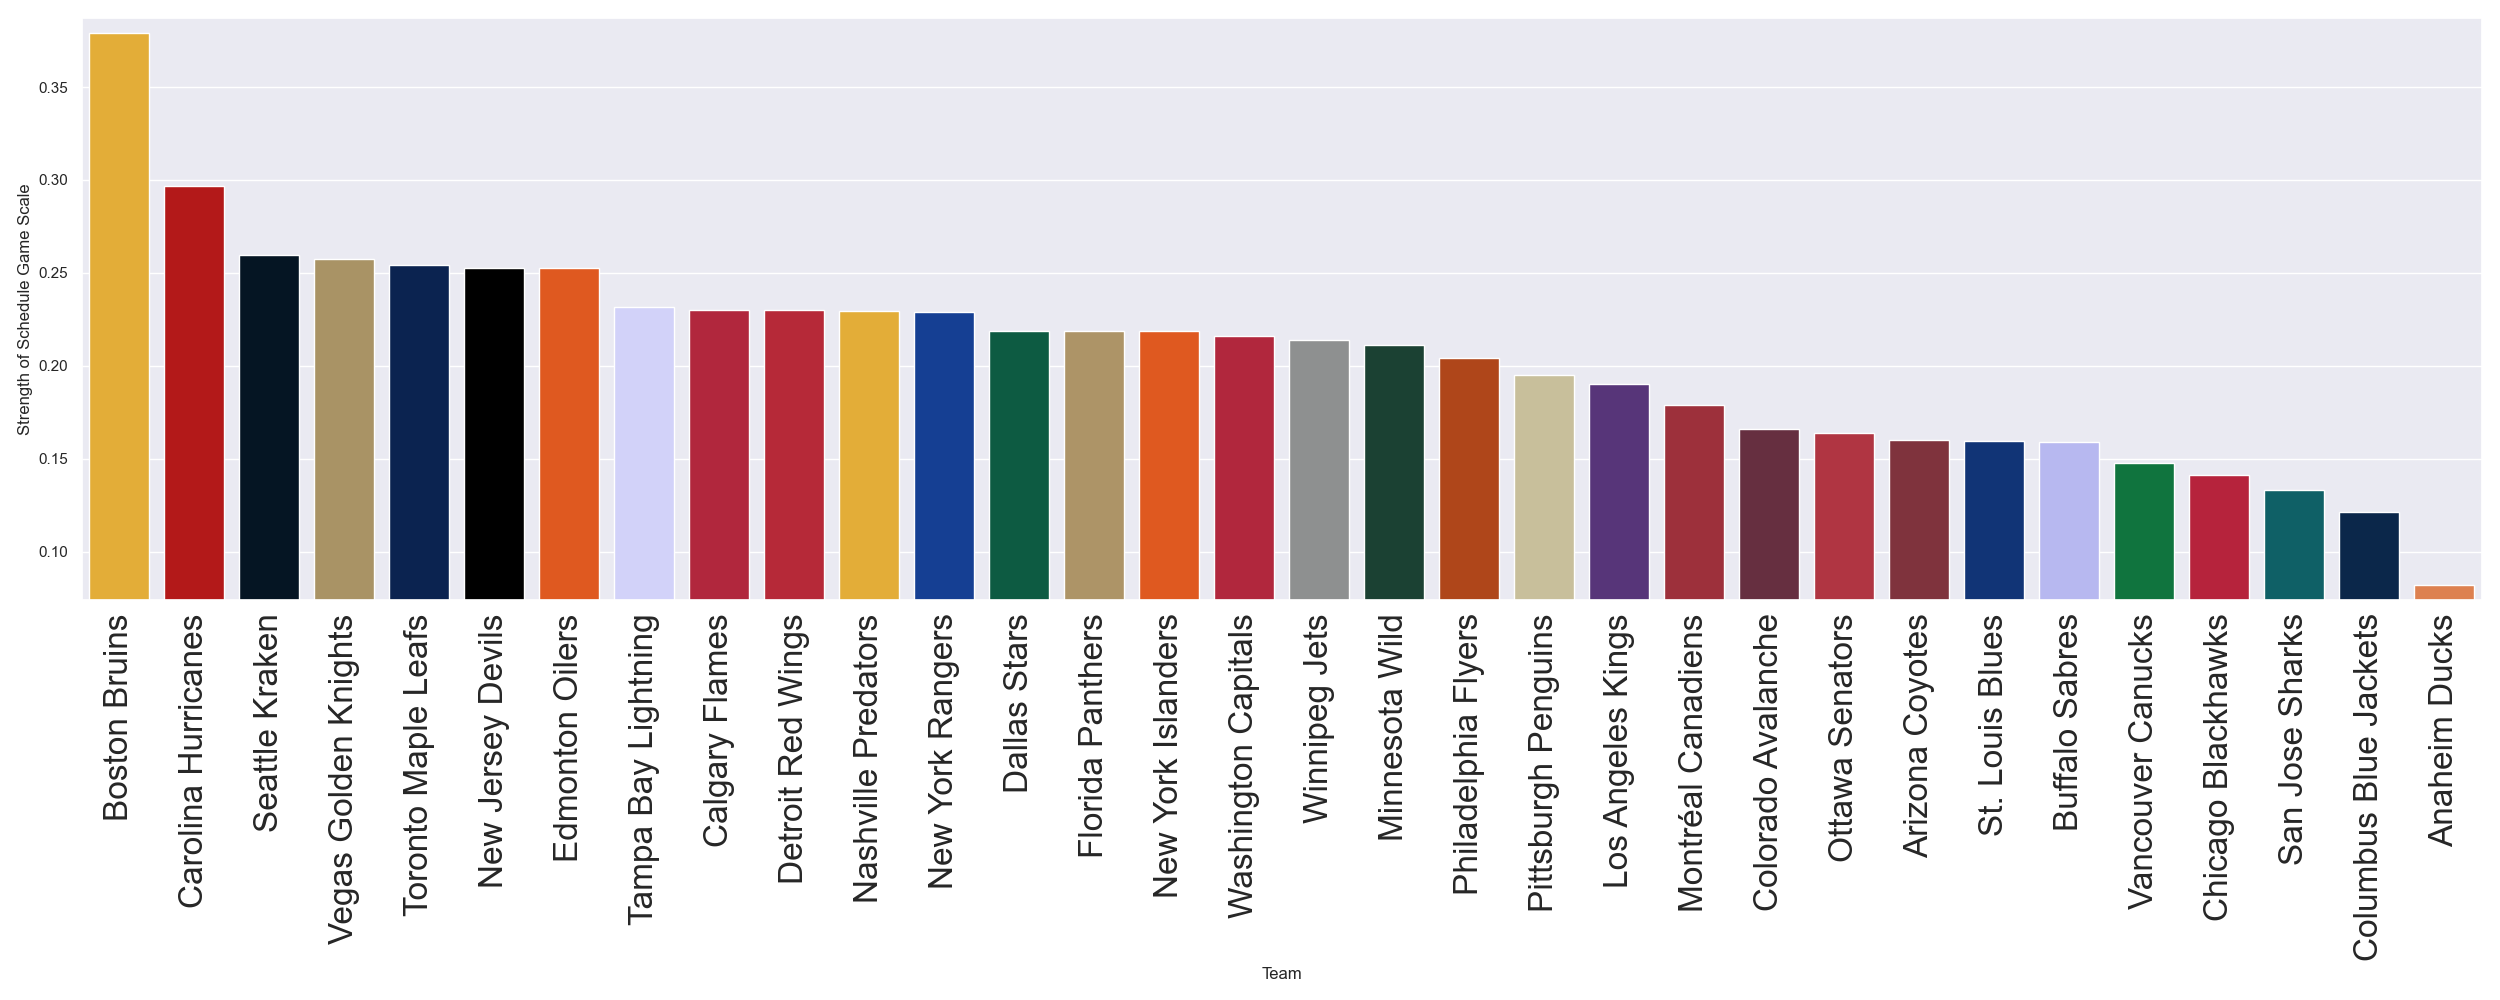 Strength of Schedule Game Scale
0.35
0.30
0.25
0.20
0.15
0.10
Boston Bruins
Carolina Hurricanes
Seattle Kraken
Vegas Golden Knights
Toronto Maple Leafs
New Jersey Devils
Edmonton Oilers
Tampa Bay Lightning
Calgary Flames
Detroit Red Wings
Nashville Predators
New York Rangers
Dallas Stars
Florida Panthers
New York Islanders
Washington Capitals
Winnipeg Jets
Minnesota Wild
Philadelphia Flyers
Pittsburgh Penguins
Los Angeles Kings
Montréal Canadiens
Colorado Avalanche
Ottawa Senators
Arizona Coyotes
St. Louis Blues
Buffalo Sabres
Vancouver Canucks
Chicago Blackhawks
San Jose Sharks
Columbus Blue Jackets
Anaheim Ducks
Team